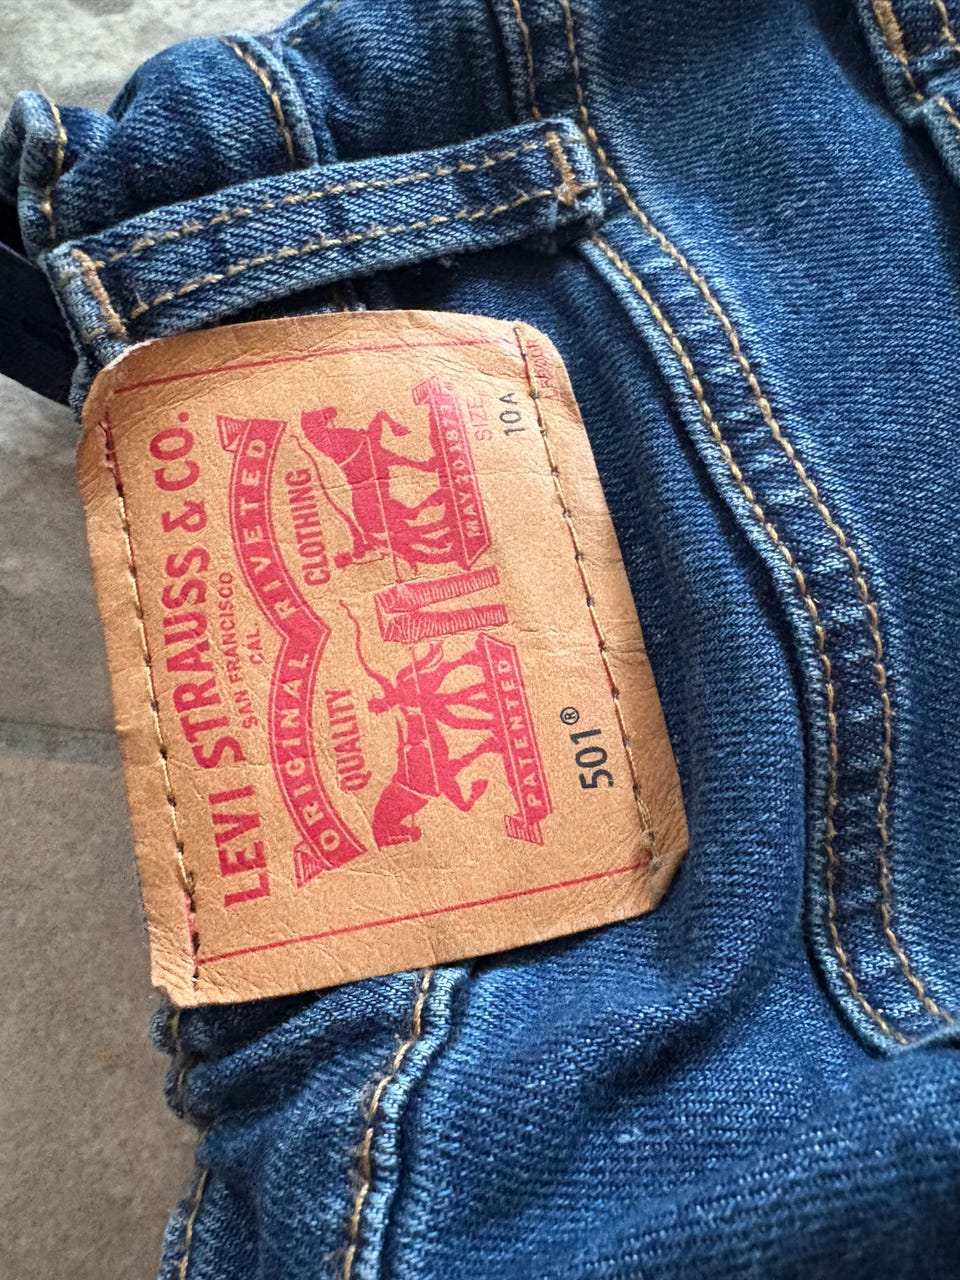 LEVI STRAUSS & CO.
SAN FRANCISCO
CAL.
ORIGINAL RIVETED
QUALITY CLOTHING
PATENTED MAY 20 1873
SIZE
501® 10A